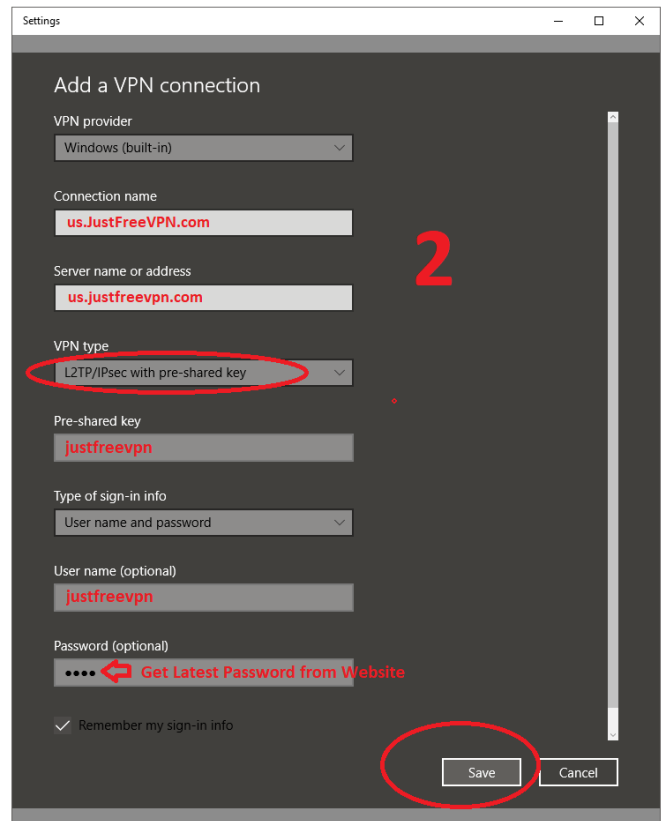 Settings
Add a VPN connection
VPN provider
Windows (built-in)
Connection name
us.JustFreeVPN.com
2
Server name or address
us.justfreevpn.com
VPN type
L2TP/IPsec with pre-shared key
Pre-shared key
justfreevpn
Type of sign-in info
User name and password
User name (optional)
justfreevpn
Password (optional)
•••• Get Latest Password from Website
Remember my sign-in info
Save Cancel